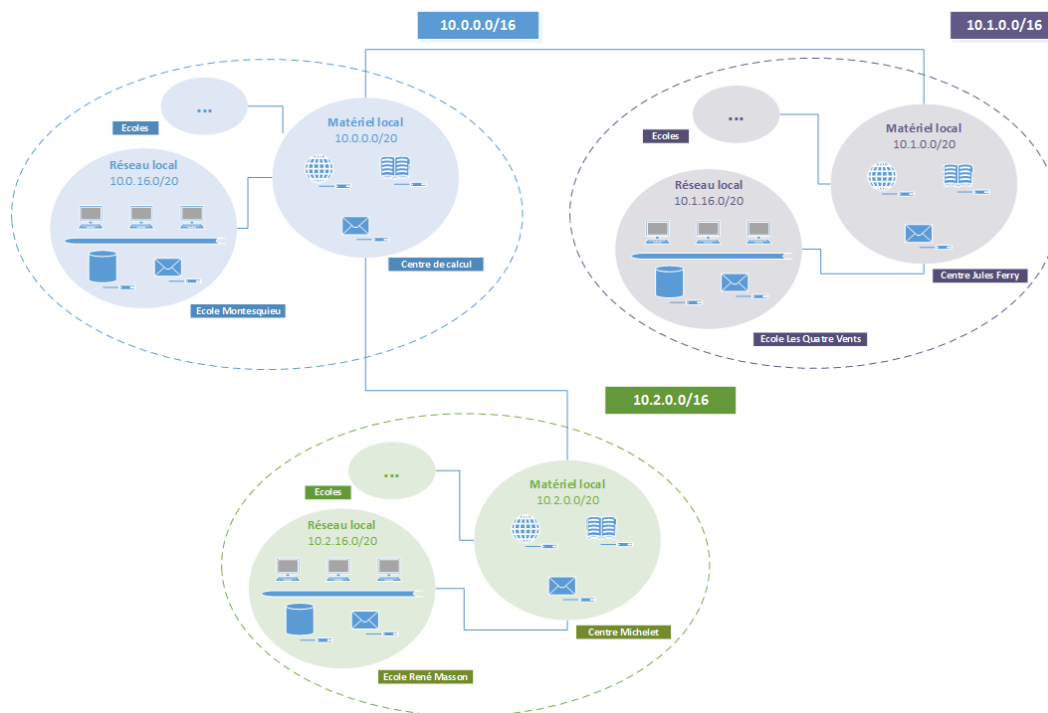 10.0.0.0/16
10.1.0.0/16
...
Ecoles
Matériel local
10.0.0.0/20
Réseau local
10.0.16.0/20
Centre de calcul
Ecole Montesquieu
...
Ecoles
Matériel local
10.1.0.0/20
Réseau local
10.1.16.0/20
Centre Jules Ferry
Ecole Les Quatre Vents
10.2.0.0/16
...
Ecoles
Matériel local
10.2.0.0/20
Réseau local
10.2.16.0/20
Centre Michelet
Ecole René Masson